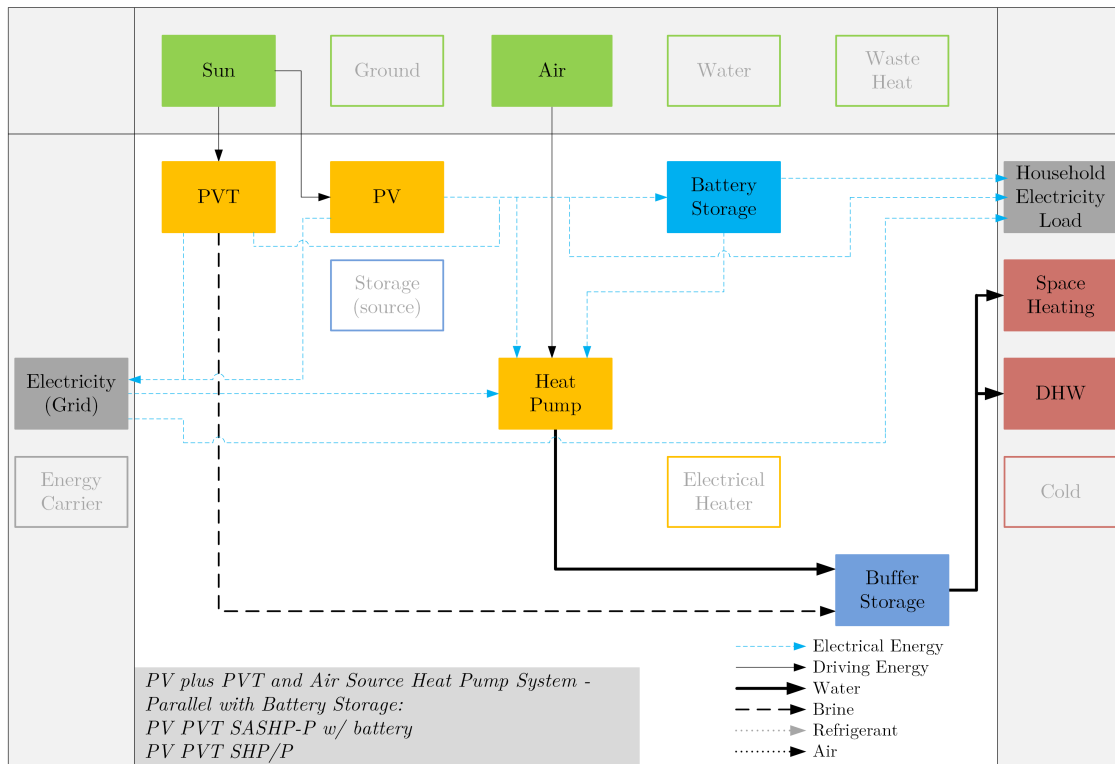 Sun
Ground
Air
Water
Waste
Heat
PVT
PV
Battery
Storage
Household
Electricity
Load
Storage
(source)
Space
Heating
Electricity
(Grid)
Heat
Pump
DHW
Energy
Carrier
Electrical
Heater
Cold
Buffer
Storage
Electrical Energy
Driving Energy
Water
Brine
Refrigerant
Air
PV plus PVT and Air Source Heat Pump System -
Parallel with Battery Storage:
PV PVT SASHP-P w/ battery
PV PVT SHP/P